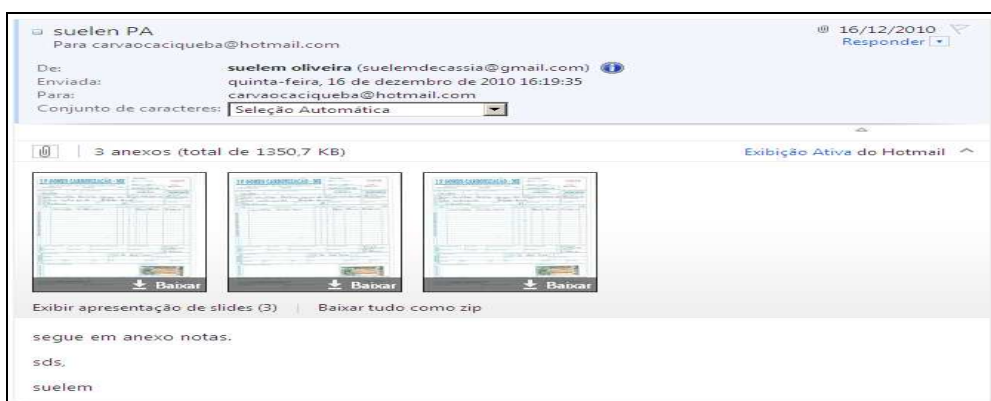 suelen PA
16/12/2010
Para carvaocaciqueba@hotmail.com
Responder
De: suelem oliveira (suelemdecassia@gmail.com)
Enviada: quinta-feira, 16 de dezembro de 2010 16:19:35
Para: carvaocaciqueba@hotmail.com
Conjunto de caracteres: Seleção Automática
3 anexos (total de 1350,7 KB)
Exibição Ativa do Hotmail
Baixar
Baixar
Baixar
Exibir apresentação de slides (3) | Baixar tudo como zip
segue em anexo notas.
sds,
suelem